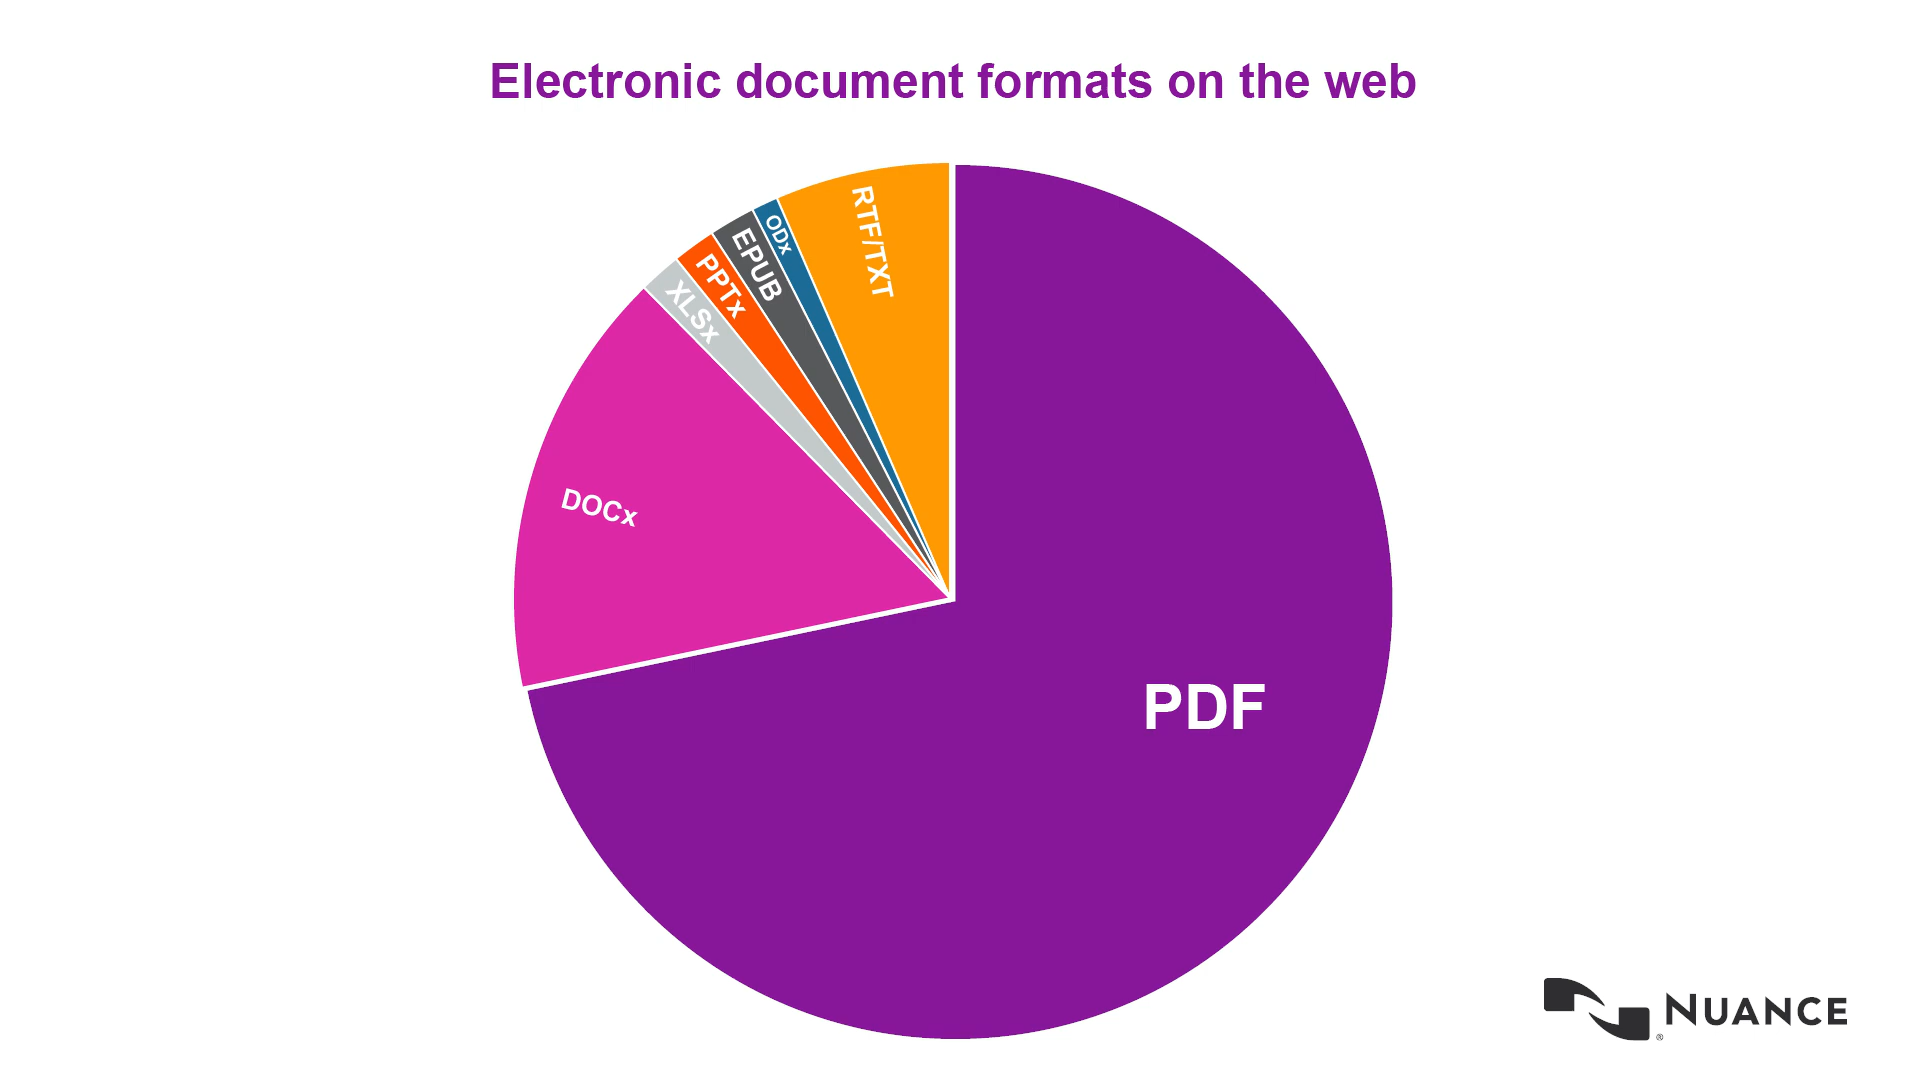 Electronic document formats on the web
RTF/TXT
ODx
EPUB
PPTx
XLSx
DOCx
PDF
NUANCE
®